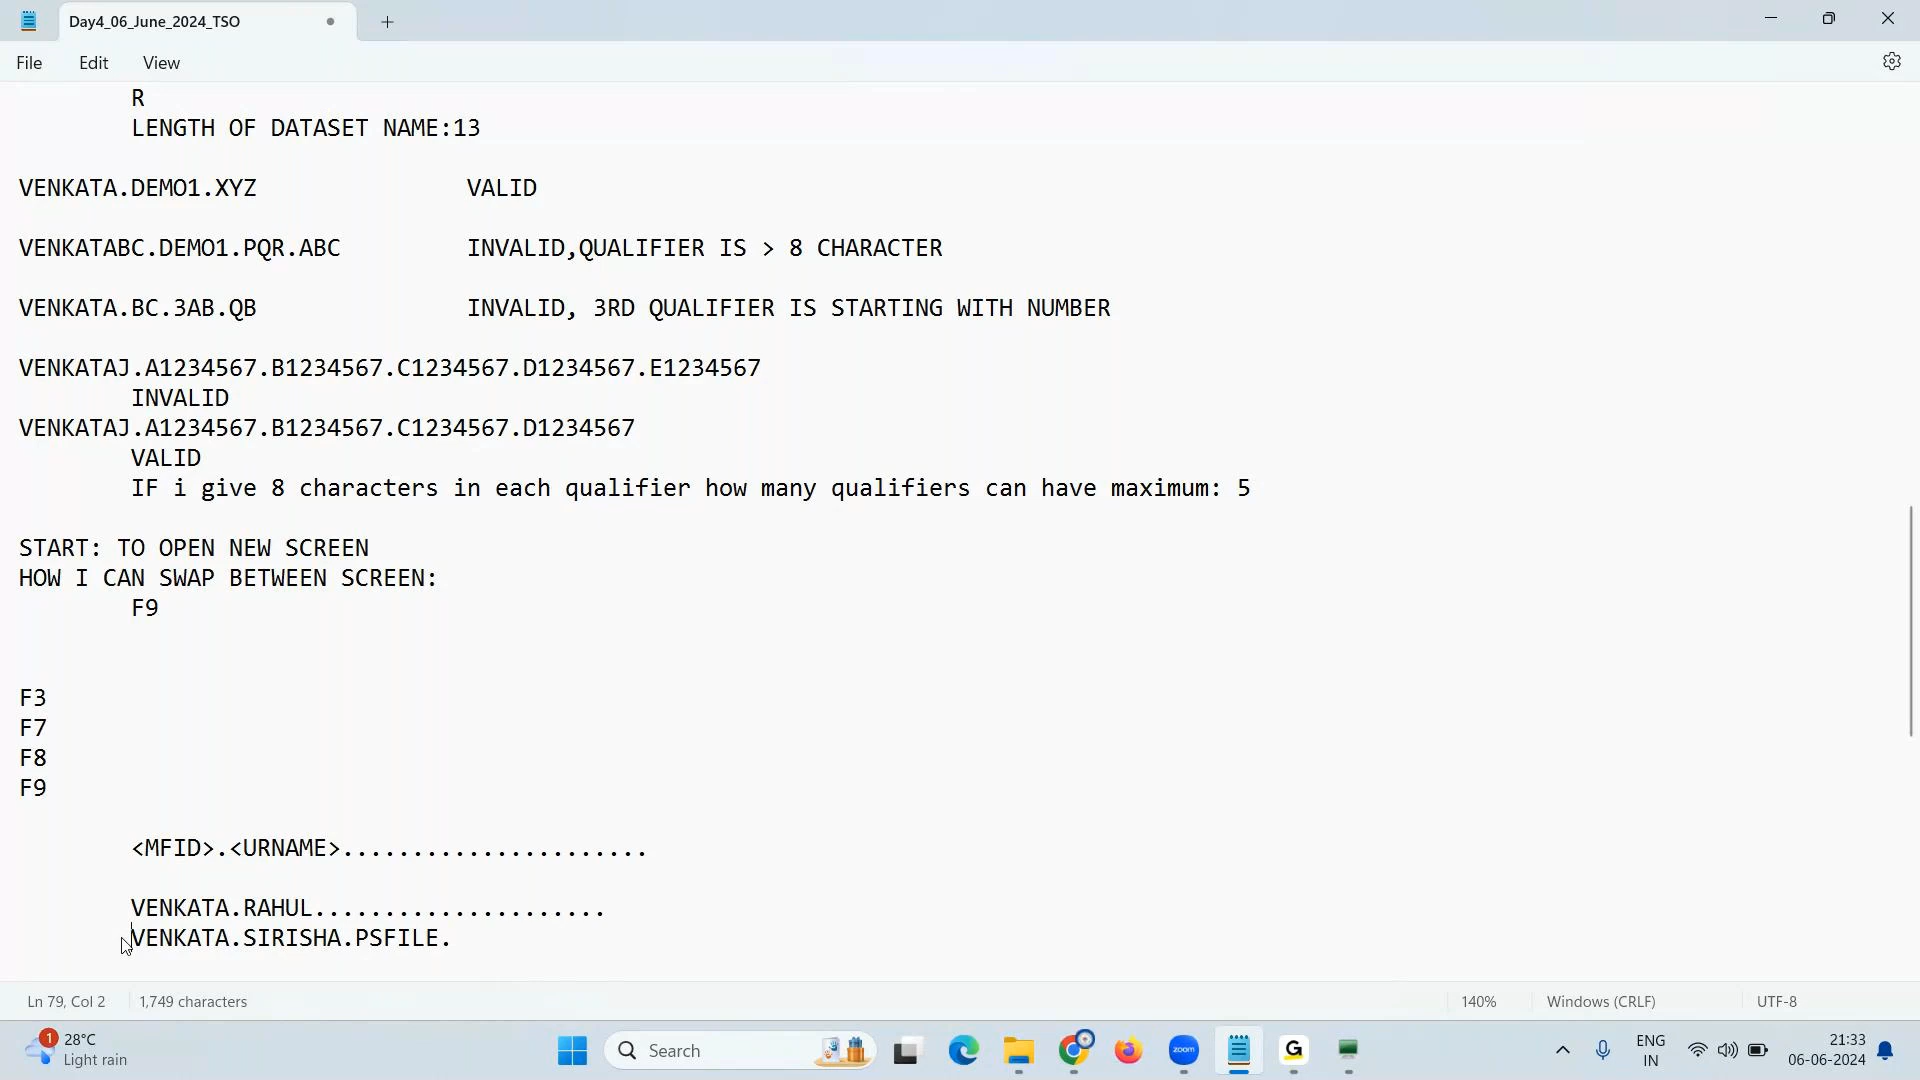 Day4_06_June_2024_TSO
File Edit View
R
LENGTH OF DATASET NAME:13
VENKATA.DEMO1.XYZ VALID
VENKATABC.DEMO1.PQR.ABC INVALID,QUALIFIER IS > 8 CHARACTER
VENKATA.BC.3AB.QB INVALID, 3RD QUALIFIER IS STARTING WITH NUMBER
VENKATAJ.A1234567.B1234567.C1234567.D1234567.E1234567
INVALID
VENKATAJ.A1234567.B1234567.C1234567.D1234567
VALID
IF i give 8 characters in each qualifier how many qualifiers can have maximum: 5
START: TO OPEN NEW SCREEN
HOW I CAN SWAP BETWEEN SCREEN:
F9
F3
F7
F8
F9
<MFID>.<URNAME>......................
VENKATA.RAHUL.....................
VENKATA.SIRISHA.PSFILE.
Ln 79, Col 2 1,749 characters 140% Windows (CRLF) UTF-8
1 28°C
Light rain
Search
zoom
G
ENG
IN
21:33
06-06-2024